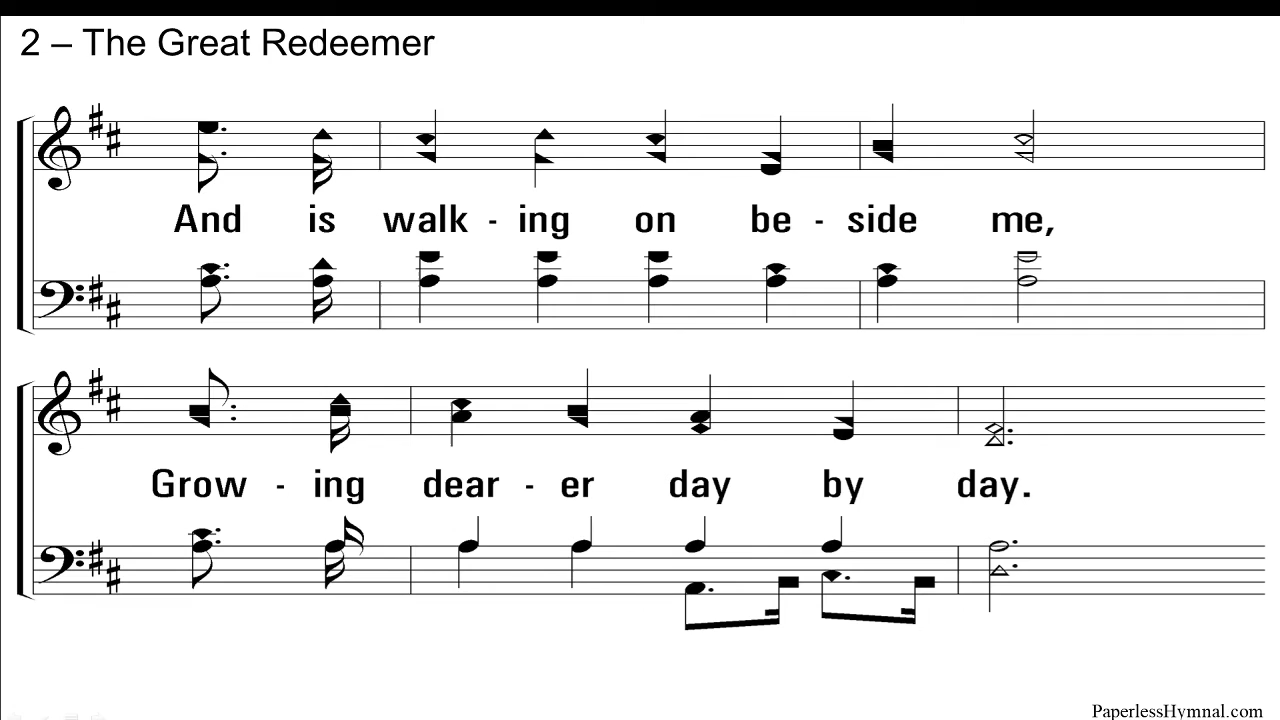 2 – The Great Redeemer
And is walk - ing on be - side me,
Grow - ing dear - er day by day.
PaperlessHymnal.com